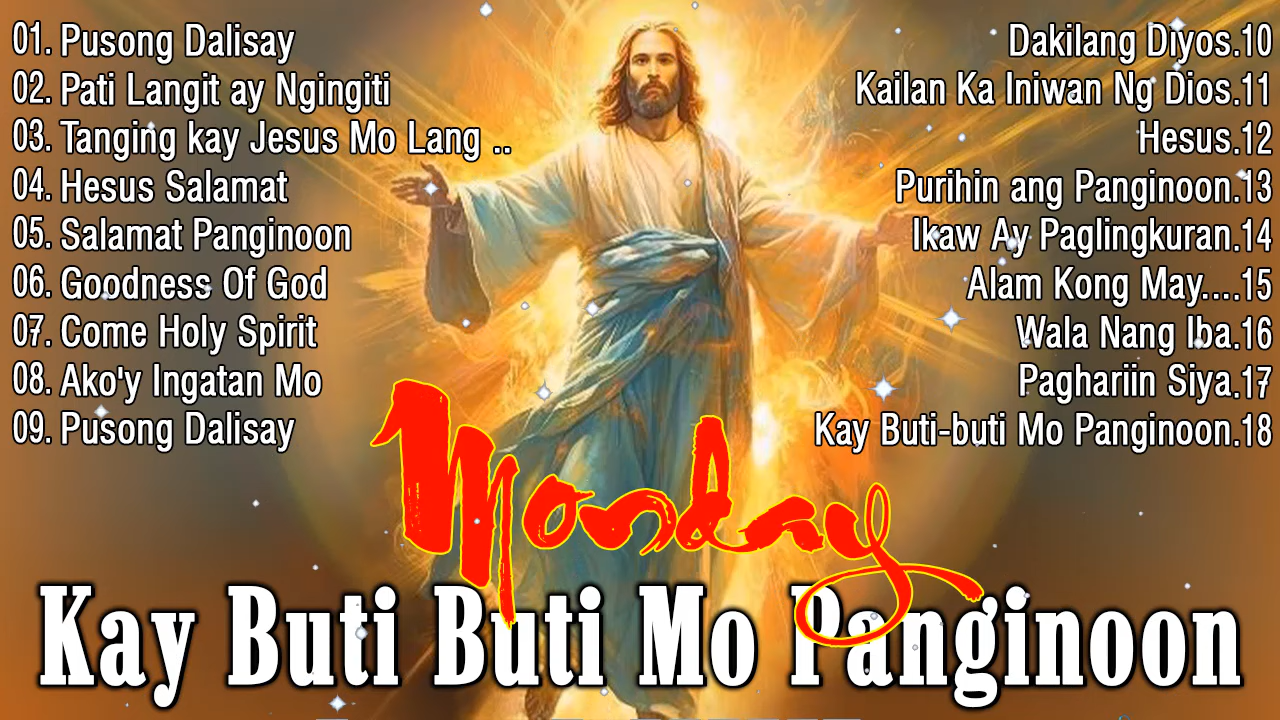 01. Pusong Dalisay
02. Pati Langit ay Ngingiti
03. Tanging kay Jesus Mo Lang ..
04. Hesus Salamat
05. Salamat Panginoon
06. Goodness Of God
07. Come Holy Spirit
08. Ako'y Ingatan Mo
09. Pusong Dalisay
Dakilang Diyos.10
Kailan Ka Iniwan Ng Dios.11
Hesus.12
Purihin ang Panginoon.13
Ikaw Ay Paglingkuran.14
Alam Kong May....15
Wala Nang Iba.16
Paghariin Siya.17
Kay Buti-buti Mo Panginoon.18
Monday
Kay Buti Buti Mo Panginoon